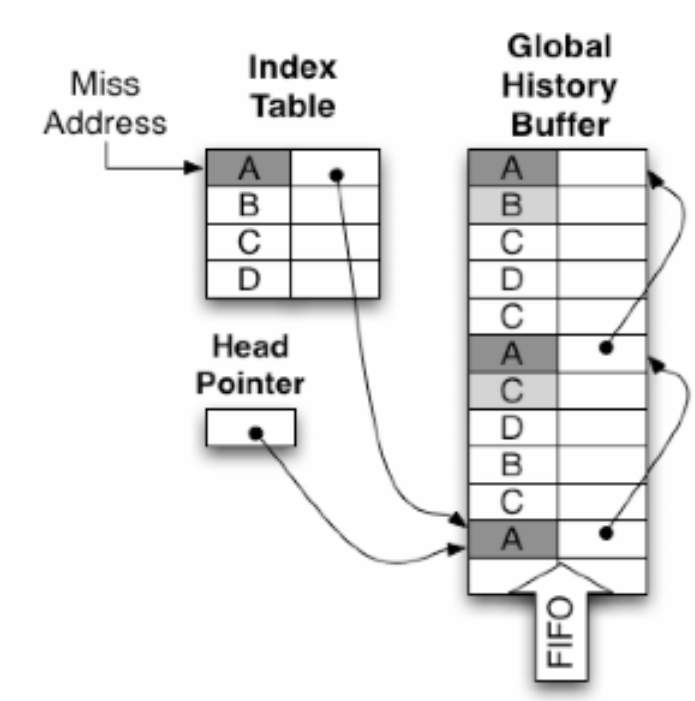 Miss
Address
Index
Table
A
B
C
D
Head
Pointer
Global
History
Buffer
A
B
C
D
C
A
C
D
B
C
A
FIFO